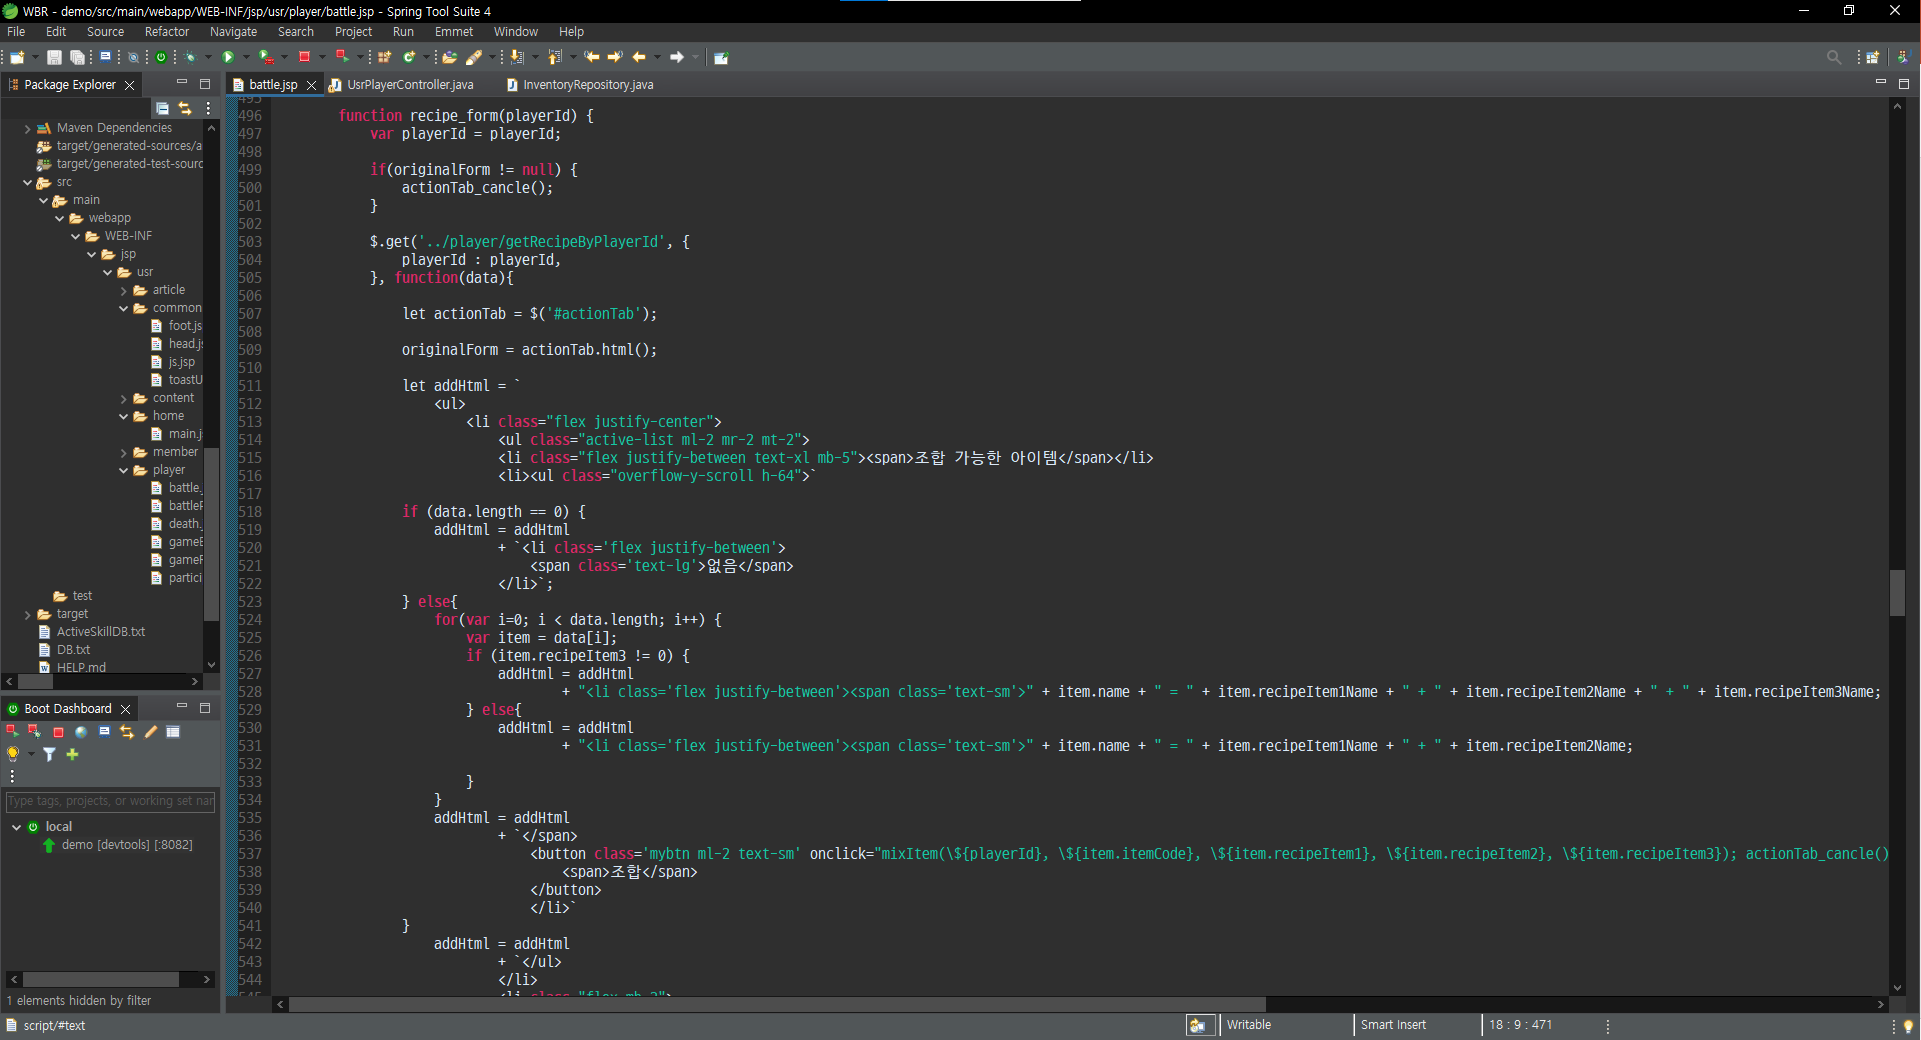 WBR - demo/src/main/webapp/WEB-INF/jsp/usr/player/battle.jsp - Spring Tool Suite 4
File Edit Source Refactor Navigate Search Project Run Emmet Window Help
Package Explorer
battle.jsp UsrPlayerController.java InventoryRepository.java
Maven Dependencies
target/generated-sources/a
target/generated-test-sourc
src
main
webapp
WEB-INF
jsp
usr
article
common
foot.js
head.j
js.jsp
toastU
content
home
main.j
member
player
battle.
battleF
death.
gameE
gameF
partici
test
target
ActiveSkillDB.txt
DB.txt
HELP.md
Boot Dashboard
Type tags, projects, or working set nar
local
demo [devtools] [:8082]
1 elements hidden by filter
495
496 function recipe_form(playerId) {
497 var playerId = playerId;
498
499 if(originalForm != null) {
500 actionTab_cancle();
501 }
502
503 $.get('../player/getRecipeByPlayerId', {
504 playerId : playerId,
505 }, function(data){
506
507 let actionTab = $('#actionTab');
508
509 originalForm = actionTab.html();
510
511 let addHtml = `
512 <ul>
513 <li class="flex justify-center">
514 <ul class="active-list ml-2 mr-2 mt-2">
515 <li class="flex justify-between text-xl mb-5"><span>조합 가능한 아이템</span></li>
516 <li><ul class="overflow-y-scroll h-64">`
517
518 if (data.length == 0) {
519 addHtml = addHtml
520 + `<li class='flex justify-between'>
521 <span class='text-lg'>없음</span>
522 </li>`;
523 } else{
524 for(var i=0; i < data.length; i++) {
525 var item = data[i];
526 if (item.recipeItem3 != 0) {
527 addHtml = addHtml
528 + "<li class='flex justify-between'><span class='text-sm'>" + item.name + " = " + item.recipeItem1Name + " + " + item.recipeItem2Name + " + " + item.recipeItem3Name;
529 } else{
530 addHtml = addHtml
531 + "<li class='flex justify-between'><span class='text-sm'>" + item.name + " = " + item.recipeItem1Name + " + " + item.recipeItem2Name;
532
533 }
534 }
535 addHtml = addHtml
536 + `</span>
537 <button class='mybtn ml-2 text-sm' onclick="mixItem(\${playerId}, \${item.itemCode}, \${item.recipeItem1}, \${item.recipeItem2}, \${item.recipeItem3}); actionTab_cancle()
538 <span>조합</span>
539 </button>
540 </li>`
541 }
542 addHtml = addHtml
543 + `</ul>
544 </li>
545 <li class="flex mb-2">
script/#text
Writable
Smart Insert
18 : 9 : 471